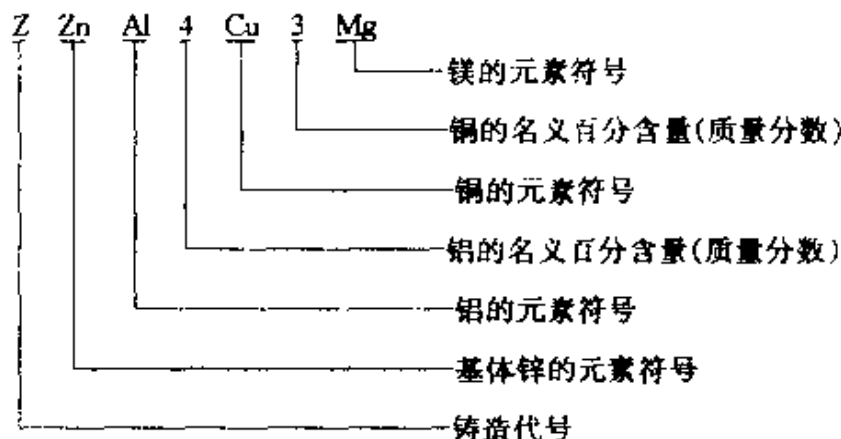 Z Zn Al 4 Cu 3 Mg
镁的元素符号
铜的名义百分含量(质量分数)
铜的元素符号
铝的名义百分含量(质量分数)
铝的元素符号
基体锌的元素符号
铸造代号